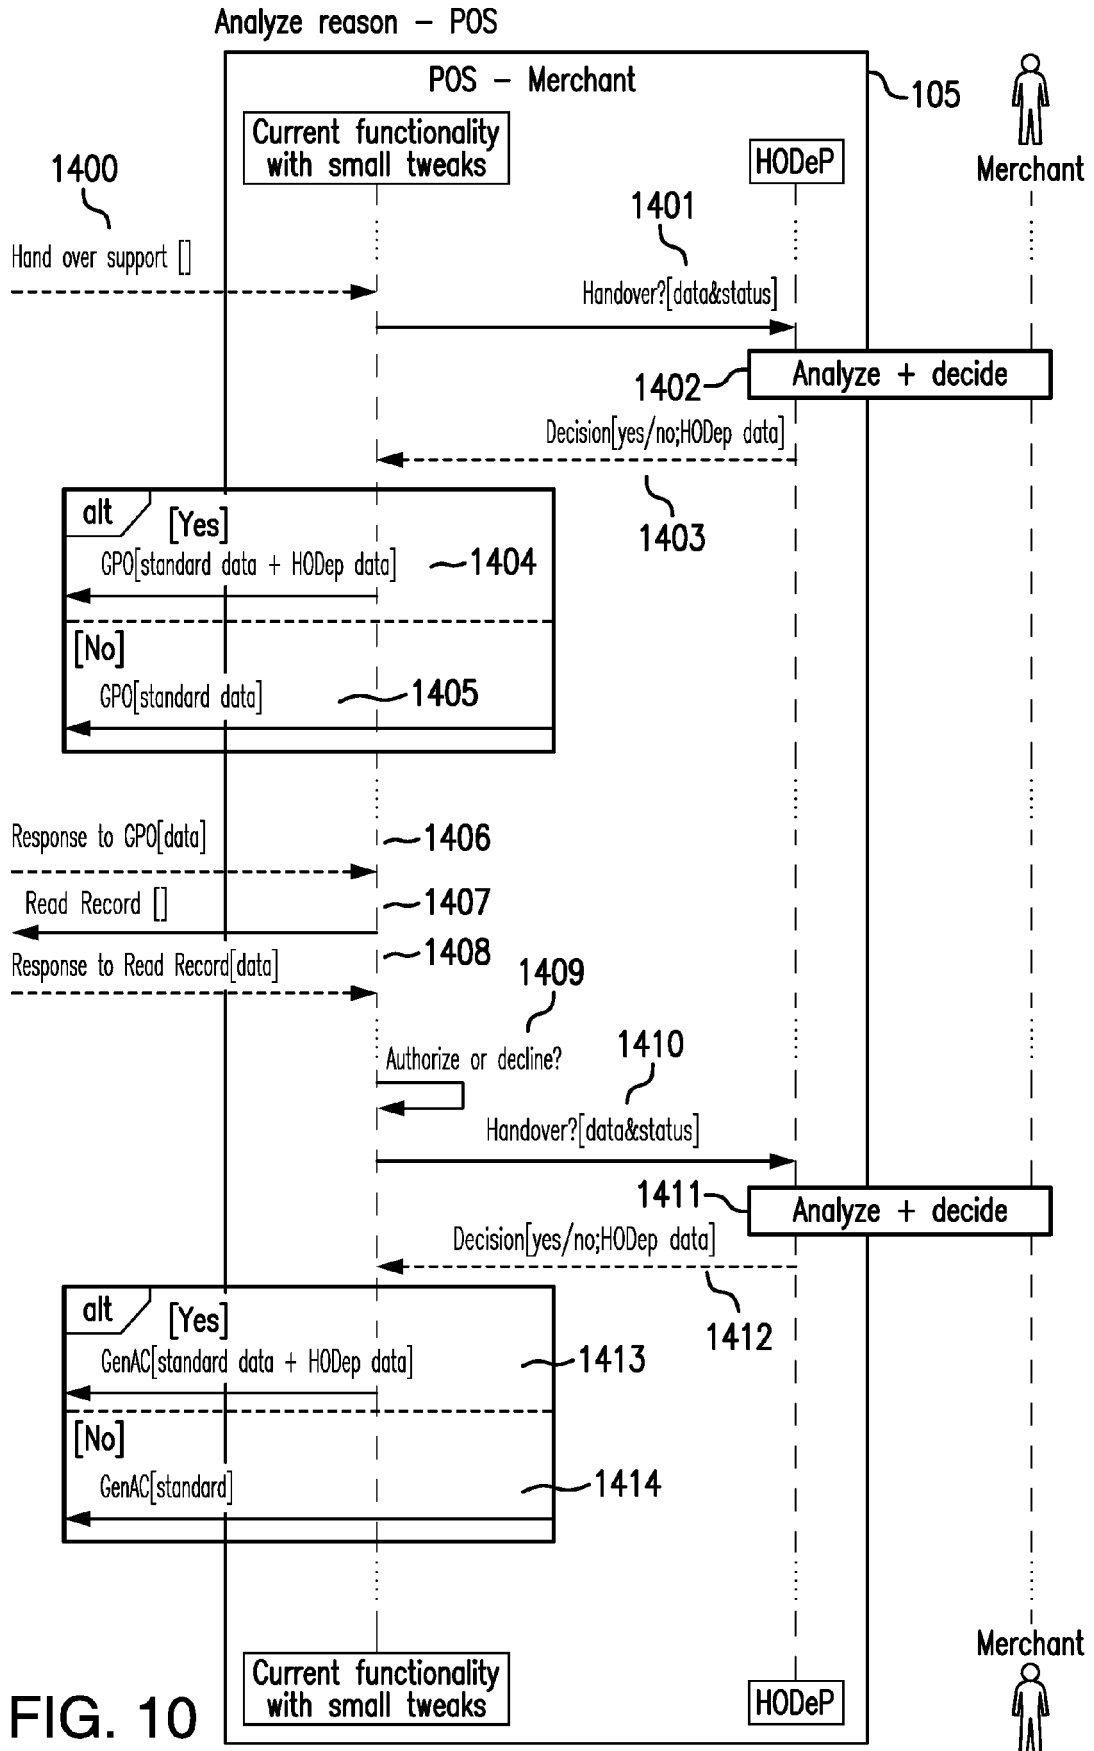 Analyze reason – POS
POS – Merchant
105
Current functionality
with small tweaks
HODeP
Merchant
1400
1401
Hand over support []
Handover?[data&status]
1402
Analyze + decide
Decision[yes/no;HODep data]
1403
alt
[Yes]
GPO[standard data + HODep data]
1404
[No]
GPO[standard data]
1405
Response to GPO[data]
1406
Read Record []
1407
1408
Response to Read Record[data]
1409
Authorize or decline?
1410
Handover?[data&status]
1411
Analyze + decide
Decision[yes/no;HODep data]
1412
alt
[Yes]
GenAC[standard data + HODep data]
1413
[No]
GenAC[standard]
1414
Merchant
Current functionality
with small tweaks
HODeP
FIG. 10